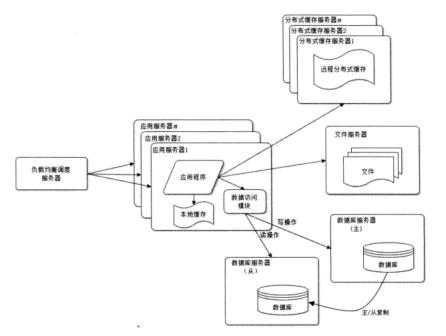 分布式缓存服务器n
分布式缓存服务器2
分布式缓存服务器1
远程分布式缓存
应用服务器n
应用服务器2
应用服务器1
文件服务器
负载均衡调度
服务器
应用程序
文件
数据访问
模块
本地缓存
写操作
读操作
数据库服务器
（主）
数据库
数据库服务器
（从）
数据库
主/从复制